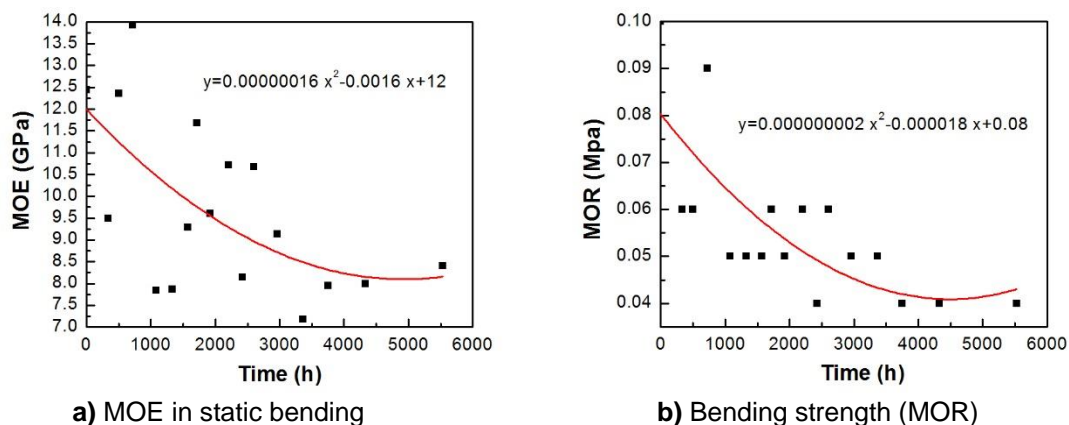 14.0
13.5
13.0
12.5
12.0
11.5
11.0
10.5
10.0
9.5
9.0
8.5
8.0
7.5
7.0
MOE (GPa)
y=0.00000016 x²-0.0016 x+12
0 1000 2000 3000 4000 5000 6000
Time (h)
a) MOE in static bending
0.10
0.09
0.08
0.07
0.06
0.05
0.04
MOR (Mpa)
y=0.000000002 x²-0.000018 x+0.08
0 1000 2000 3000 4000 5000 6000
Time (h)
b) Bending strength (MOR)